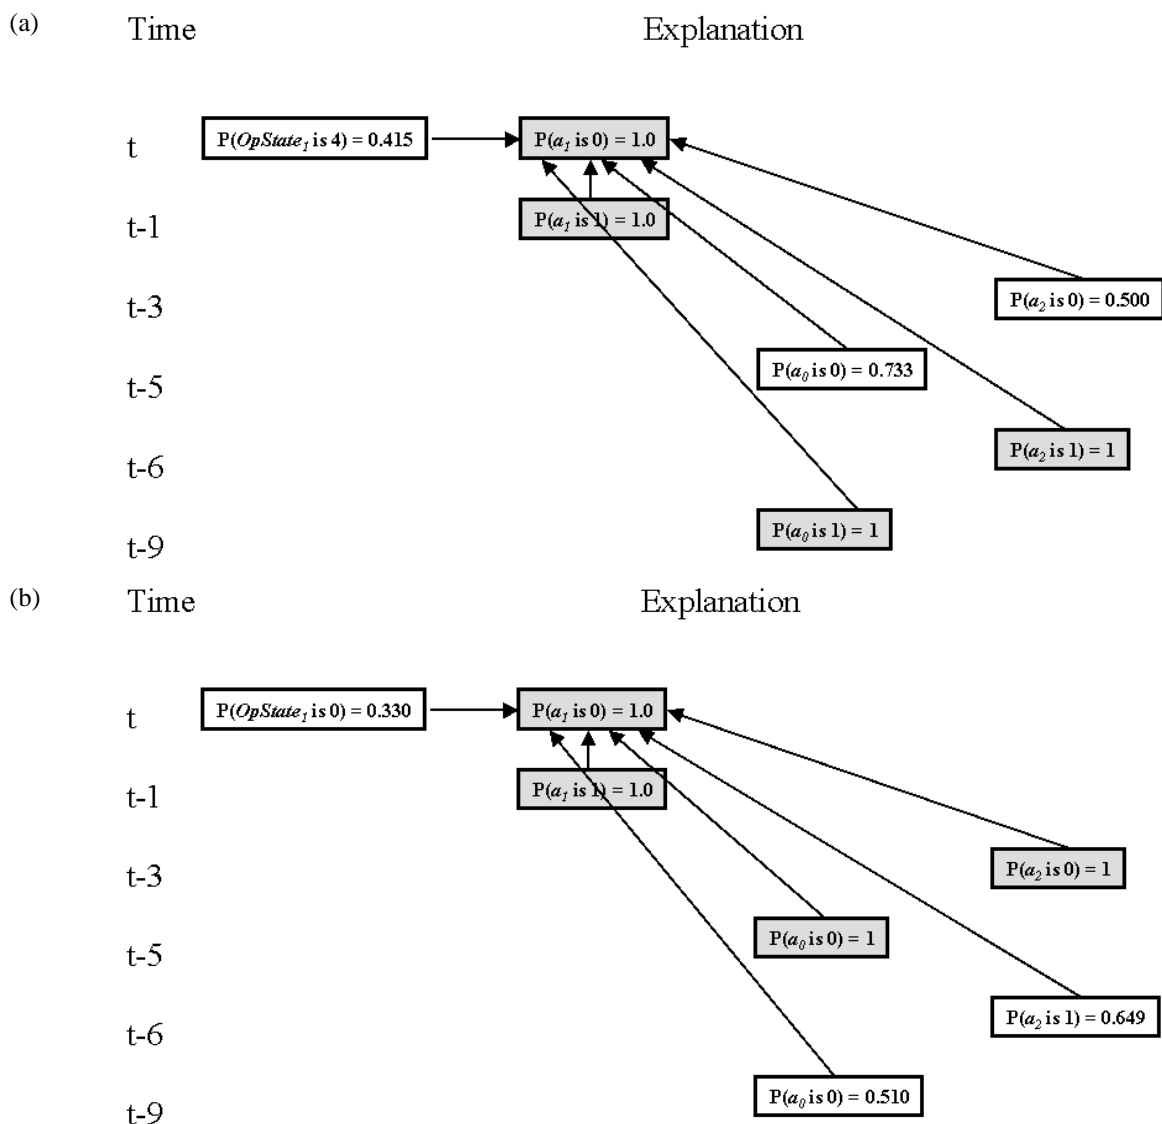 (a) Time Explanation
t P(OpState₁ is 4) = 0.415 P(a₁ is 0) = 1.0
t-1 P(a₁ is 1) = 1.0
t-3 P(a₂ is 0) = 0.500
t-5 P(a₀ is 0) = 0.733
t-6 P(a₂ is 1) = 1
t-9 P(a₀ is 1) = 1
(b) Time Explanation
t P(OpState₁ is 0) = 0.330 P(a₁ is 0) = 1.0
t-1 P(a₁ is 1) = 1.0
t-3 P(a₂ is 0) = 1
t-5 P(a₀ is 0) = 1
t-6 P(a₂ is 1) = 0.649
t-9 P(a₀ is 0) = 0.510